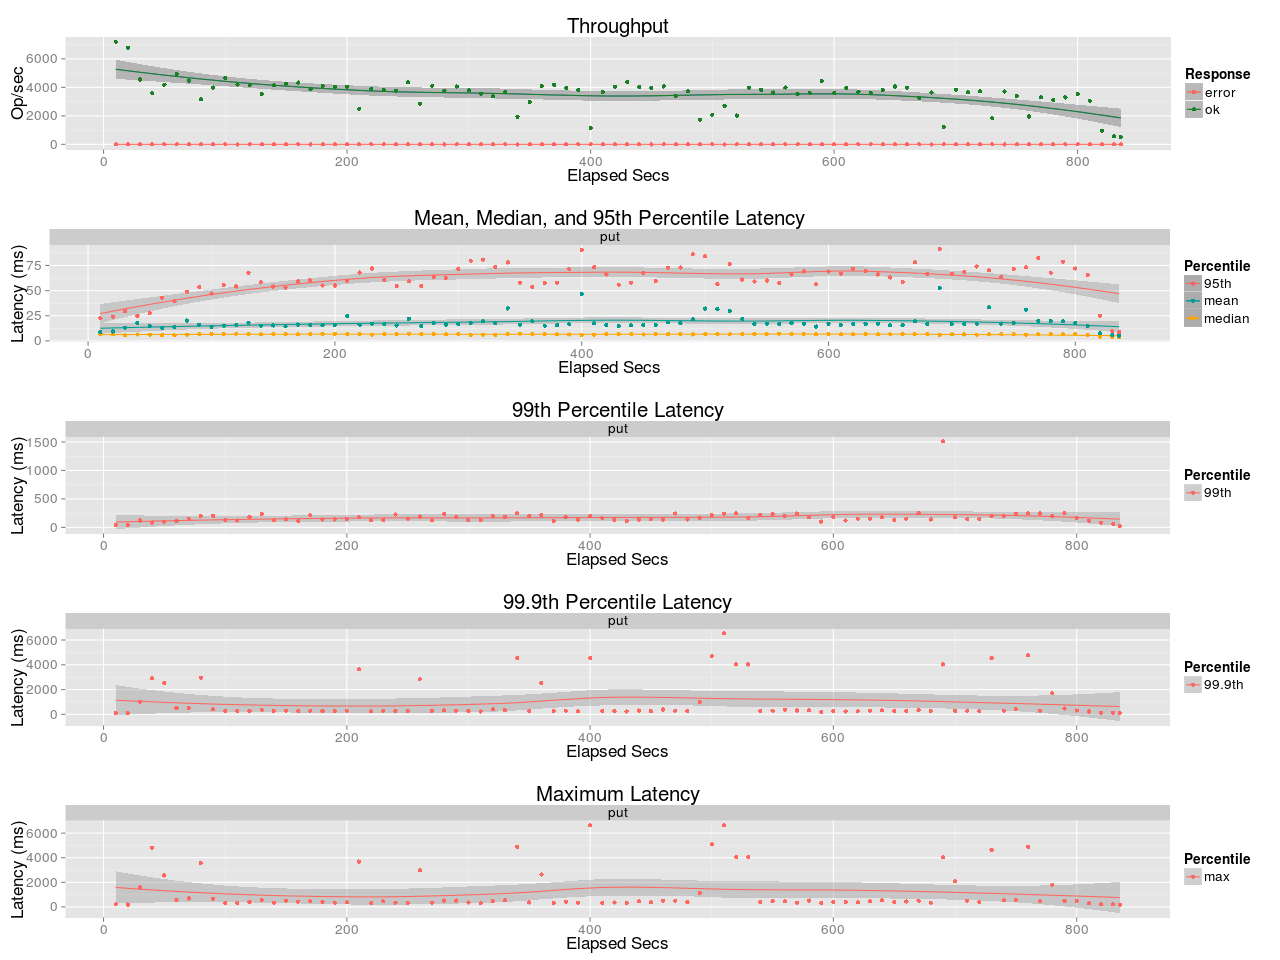 Throughput
Op/sec
6000
4000
2000
0
0 200 400 600 800
Elapsed Secs
Response
error
ok
Mean, Median, and 95th Percentile Latency
put
Latency (ms)
75
50
25
0
0 200 400 600 800
Elapsed Secs
Percentile
95th
mean
median
99th Percentile Latency
put
Latency (ms)
1500
1000
500
0
0 200 400 600 800
Elapsed Secs
Percentile
99th
99.9th Percentile Latency
put
Latency (ms)
6000
4000
2000
0
0 200 400 600 800
Elapsed Secs
Percentile
99.9th
Maximum Latency
put
Latency (ms)
6000
4000
2000
0
0 200 400 600 800
Elapsed Secs
Percentile
max